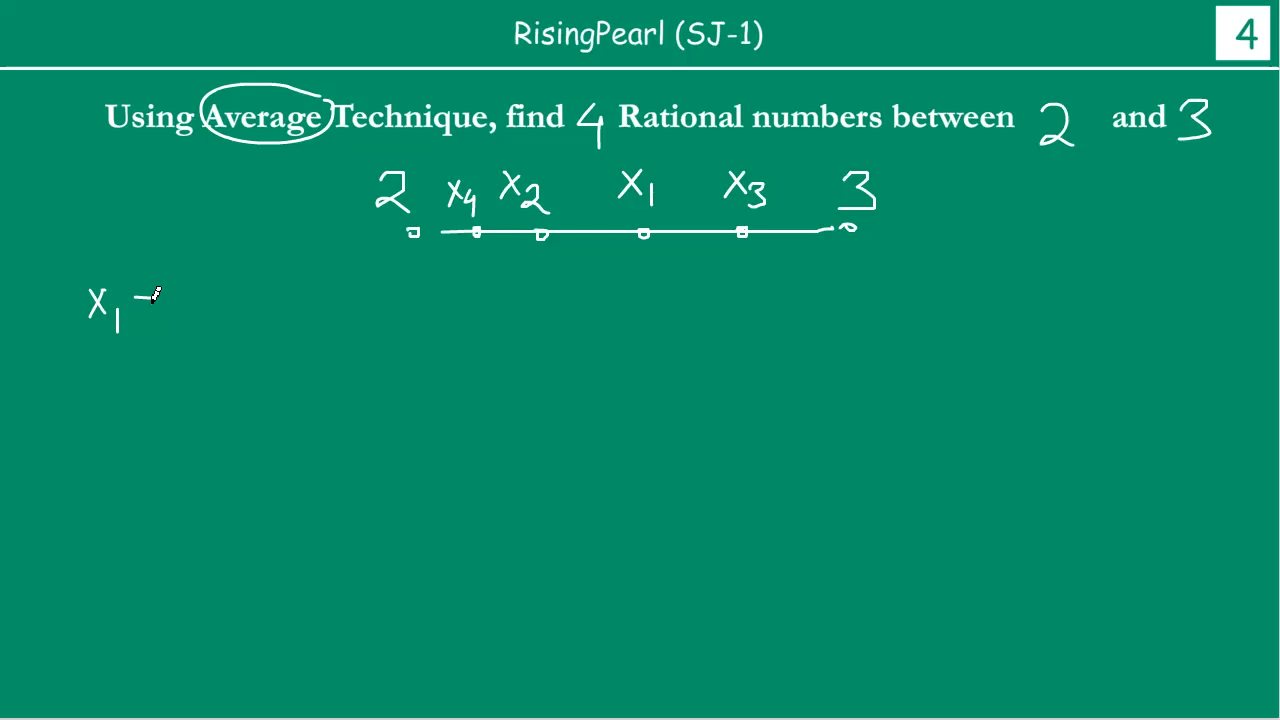 RisingPearl (SJ-1)
4
Using Average Technique, find 4 Rational numbers between 2 and 3
2 x4 x2 x1 x3 3
x1 -